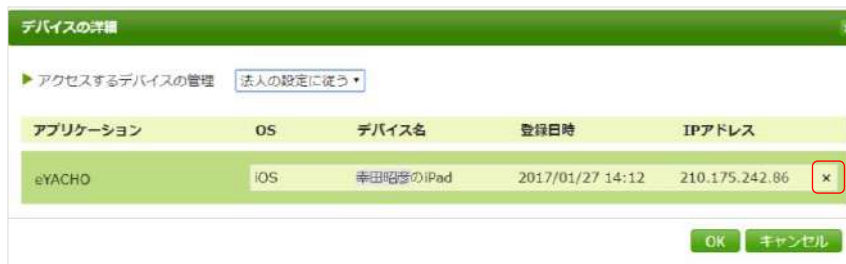 デバイスの詳細
▶ アクセスするデバイスの管理 法人の設定に従う▼
アプリケーション OS デバイス名 登録日時 IPアドレス
eYACHO iOS 幸田昭彦のiPad 2017/01/27 14:12 210.175.242.86 ×
OK キャンセル